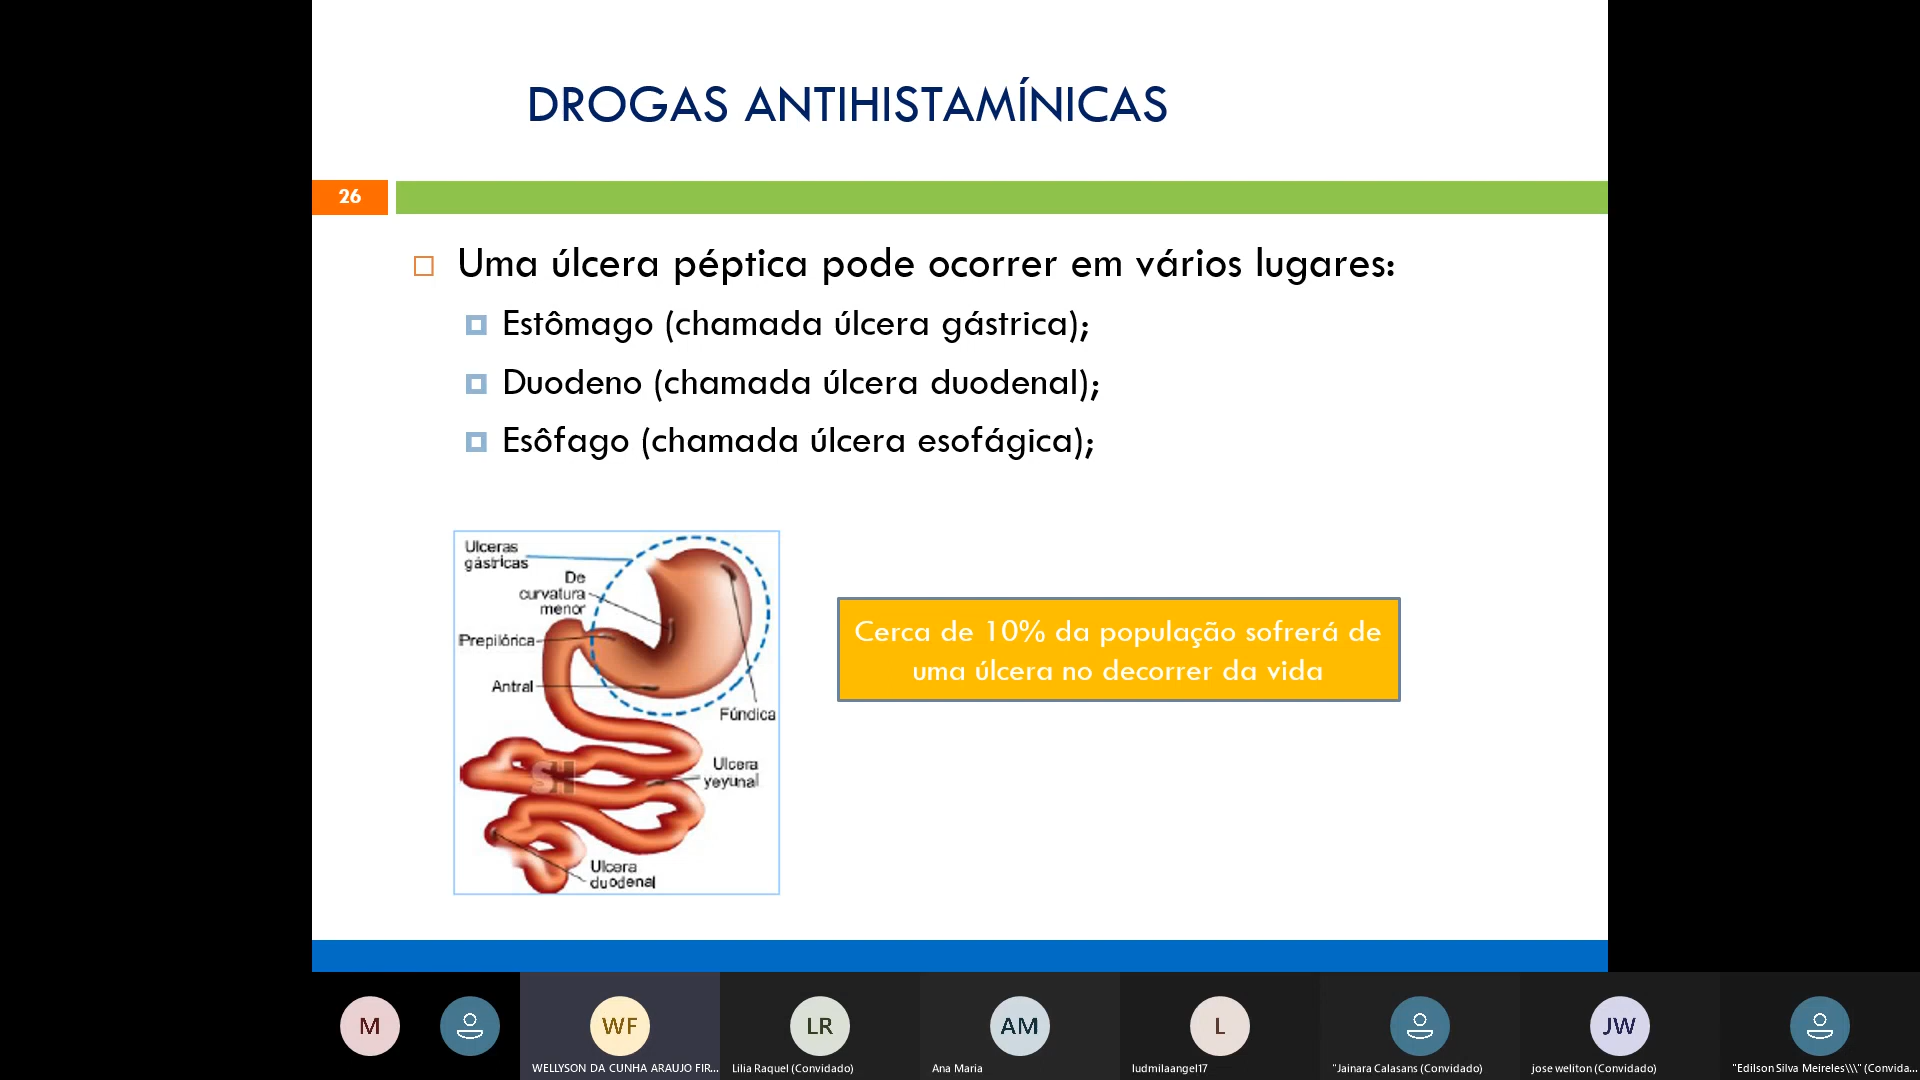 DROGAS ANTIHISTAMÍNICAS
26
Uma úlcera péptica pode ocorrer em vários lugares:
Estômago (chamada úlcera gástrica);
Duodeno (chamada úlcera duodenal);
Esôfago (chamada úlcera esofágica);
Ulceras
gástricas
De
curvatura
menor
Prepilórica
Antral
Fúndica
Ulcera
yeyunal
SH
Ulcera
duodenal
Cerca de 10% da população sofrerá de
uma úlcera no decorrer da vida
M
WF
LR
AM
L
JW
WELLYSON DA CUNHA ARAUJO FIR...
Lilia Raquel (Convidado)
Ana Maria
ludmilaangel17
"Jainara Calasans (Convidado)
jose weliton (Convidado)
"Edilson Silva Meireles\\\" (Convida...